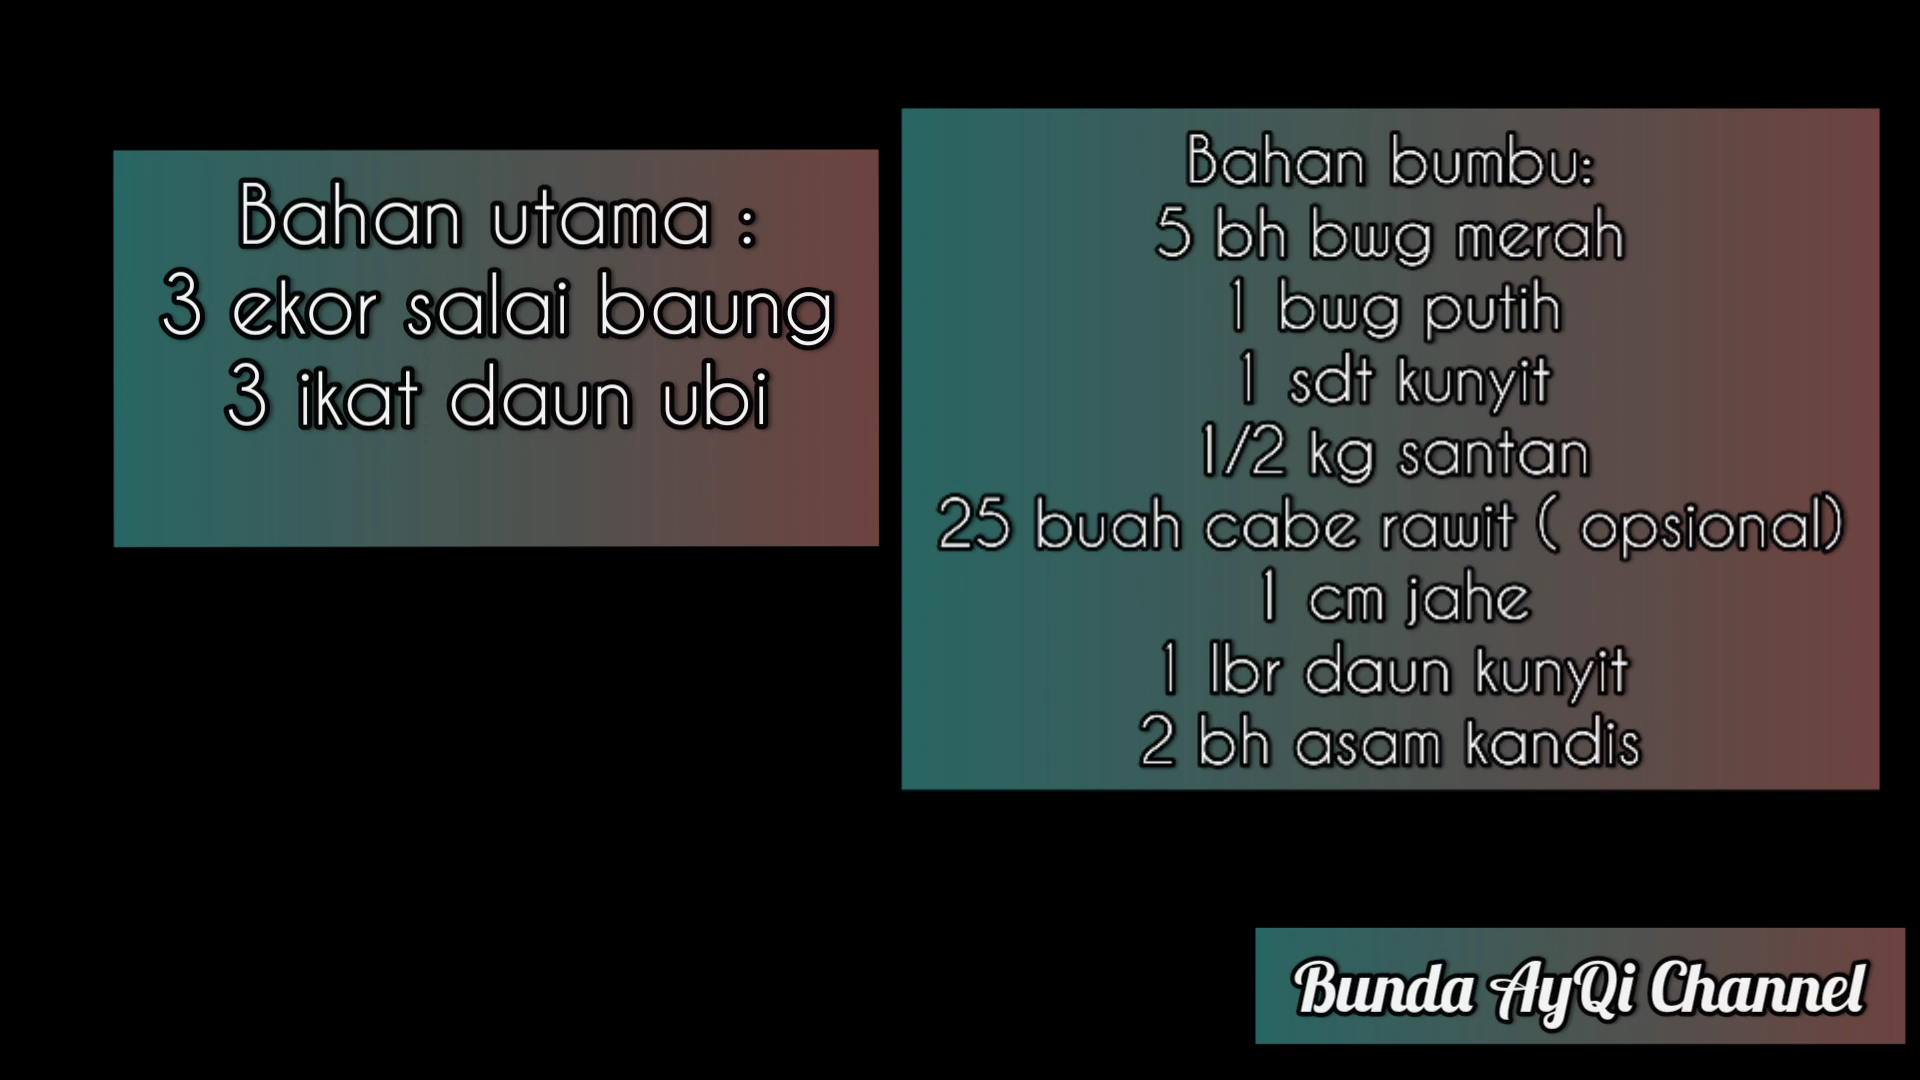 Bahan utama :
3 ekor salai baung
3 ikat daun ubi
Bahan bumbu:
5 bh bwg merah
1 bwg putih
1 sdt kunyit
1/2 kg santan
25 buah cabe rawit ( opsional)
1 cm jahe
1 lbr daun kunyit
2 bh asam kandis
Bunda AyQi Channel